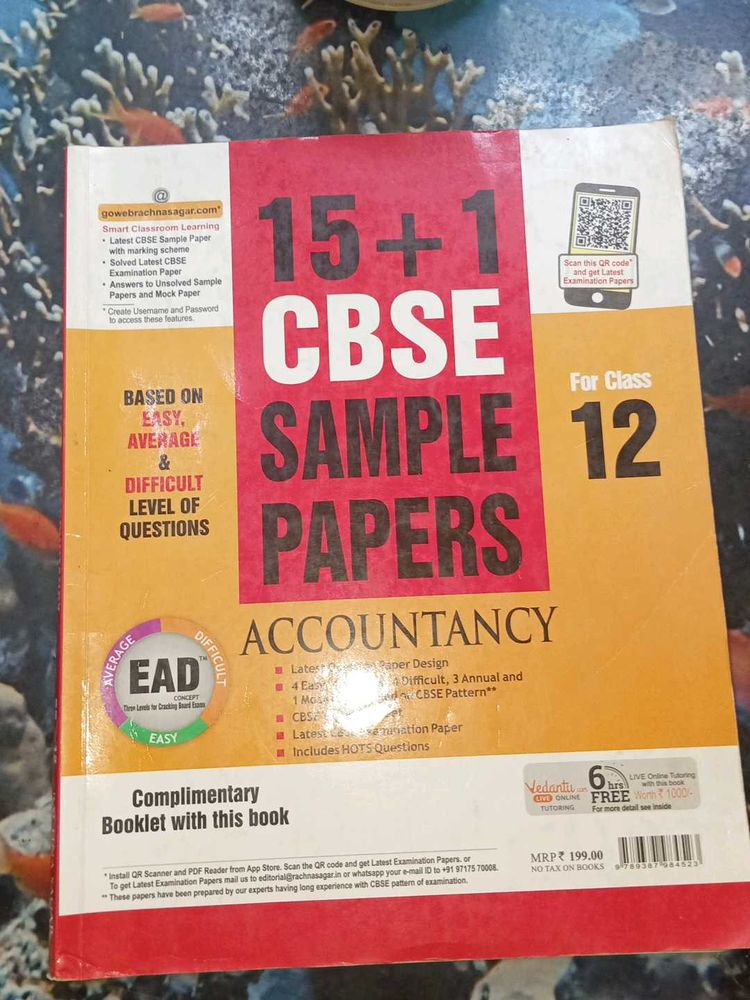 @
gowebrachnasagar.com*
Smart Classroom Learning
• Latest CBSE Sample Paper
with marking scheme
• Solved Latest CBSE
Examination Paper
• Answers to Unsolved Sample
Papers and Mock Paper
* Create Username and Password
to access these features.
15+1
CBSE
SAMPLE
PAPERS
Scan this QR code*
and get Latest
Examination Papers
For Class
12
BASED ON
EASY,
AVERAGE
&
DIFFICULT
LEVEL OF
QUESTIONS
ACCOUNTANCY
Latest Paper Design
4 Easy Difficult, 3 Annual and
1 Mock on CBSE Pattern**
CBSE
Latest Examination Paper
Includes HOTS Questions
AVERAGE
DIFFICULT
EAD™
CONCEPT
Three Levels for Cracking Board Exams
EASY
Complimentary
Booklet with this book
Vedantu.com
LIVE ONLINE
TUTORING
6 hrs
FREE
LIVE Online Tutoring
with this book
Worth ₹ 1000/-
For more detail see inside
* Install QR Scanner and PDF Reader from App Store. Scan the QR code and get Latest Examination Papers. or
To get Latest Examination Papers mail us to editorial@rachnasagar.in or whatsapp your e-mail ID to +91 97175 70008.
** These papers have been prepared by our experts having long experience with CBSE pattern of examination.
MRP ₹ 199.00
NO TAX ON BOOKS
9789387984523